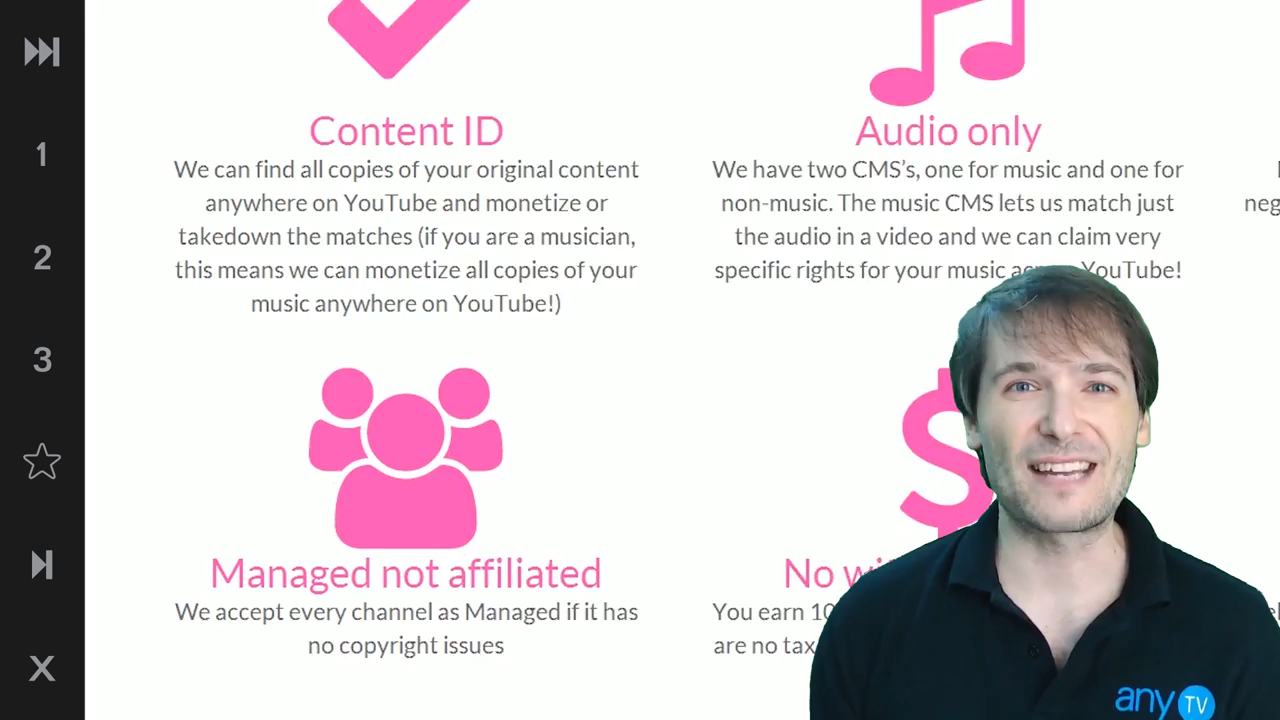 1
2
3
X
Content ID
We can find all copies of your original content
anywhere on YouTube and monetize or
takedown the matches (if you are a musician,
this means we can monetize all copies of your
music anywhere on YouTube!)
Audio only
We have two CMS’s, one for music and one for
non-music. The music CMS lets us match just
the audio in a video and we can claim very
specific rights for your music YouTube!
Managed not affiliated
We accept every channel as Managed if it has
no copyright issues
No
You earn
are no
any TV